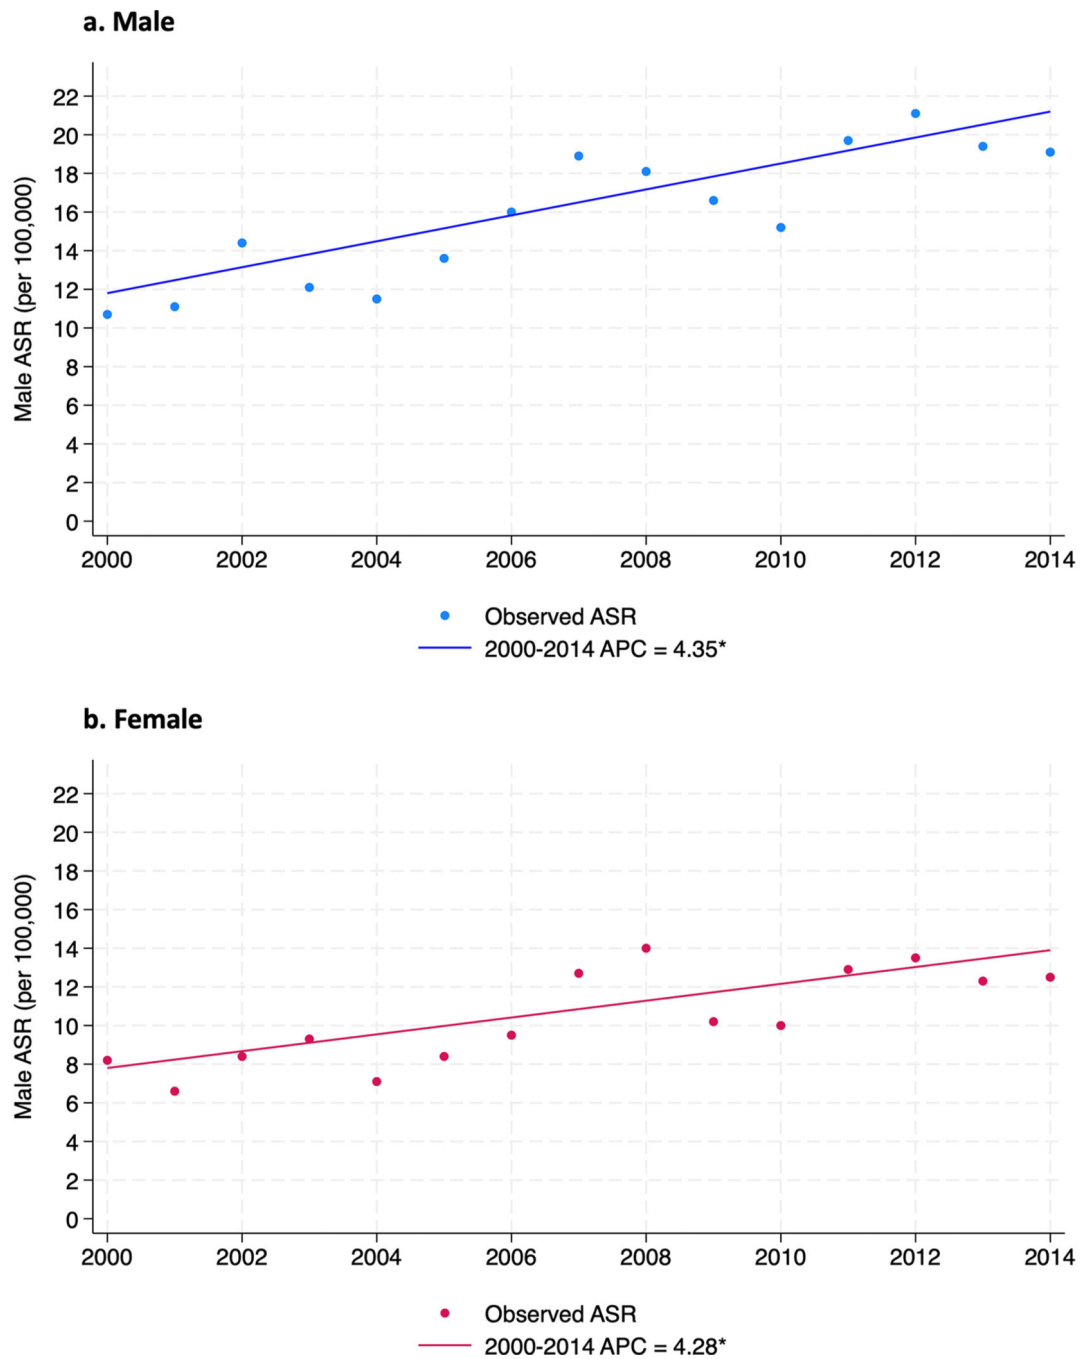 a. Male
Male ASR (per 100,000)
22
20
18
16
14
12
10
8
6
4
2
0
2000 2002 2004 2006 2008 2010 2012 2014
Observed ASR
2000-2014 APC = 4.35*
b. Female
Male ASR (per 100,000)
22
20
18
16
14
12
10
8
6
4
2
0
2000 2002 2004 2006 2008 2010 2012 2014
Observed ASR
2000-2014 APC = 4.28*